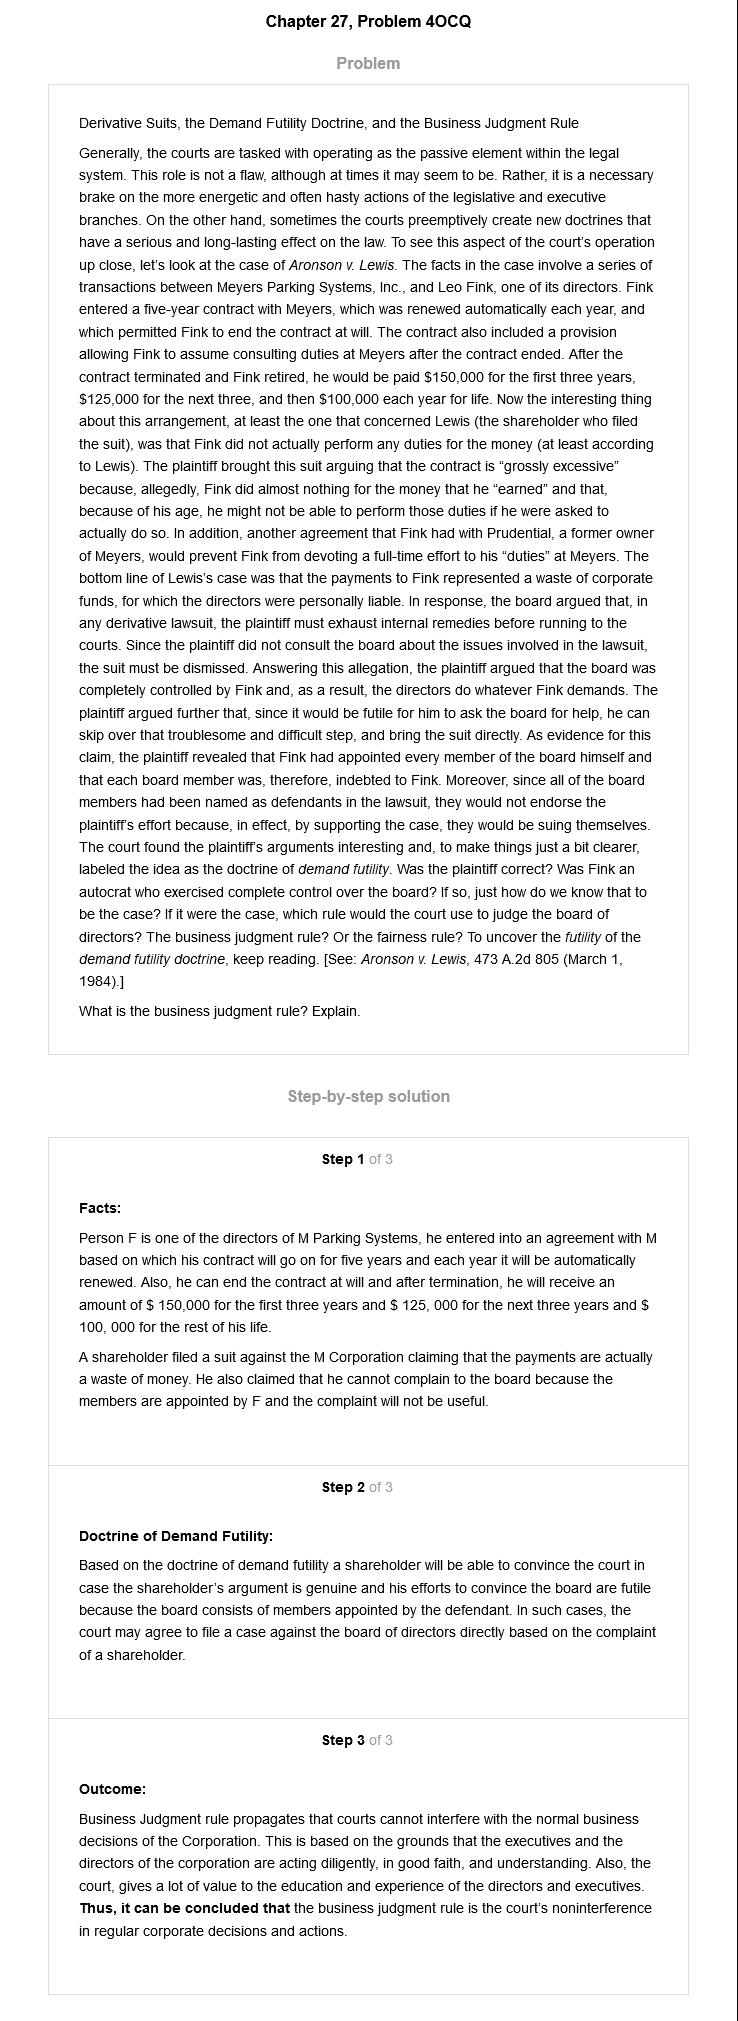 Chapter 27, Problem 4OCQ
Problem
Derivative Suits, the Demand Futility Doctrine, and the Business Judgment Rule
Generally, the courts are tasked with operating as the passive element within the legal
system. This role is not a flaw, although at times it may seem to be. Rather, it is a necessary
brake on the more energetic and often hasty actions of the legislative and executive
branches. On the other hand, sometimes the courts preemptively create new doctrines that
have a serious and long-lasting effect on the law. To see this aspect of the court's operation
up close, let's look at the case of Aronson v. Lewis. The facts in the case involve a series of
transactions between Meyers Parking Systems, Inc., and Leo Fink, one of its directors. Fink
entered a five-year contract with Meyers, which was renewed automatically each year, and
which permitted Fink to end the contract at will. The contract also included a provision
allowing Fink to assume consulting duties at Meyers after the contract ended. After the
contract terminated and Fink retired, he would be paid $150,000 for the first three years,
$125,000 for the next three, and then $100,000 each year for life. Now the interesting thing
about this arrangement, at least the one that concerned Lewis (the shareholder who filed
the suit), was that Fink did not actually perform any duties for the money (at least according
to Lewis). The plaintiff brought this suit arguing that the contract is “grossly excessive”
because, allegedly, Fink did almost nothing for the money that he “earned” and that,
because of his age, he might not be able to perform those duties if he were asked to
actually do so. In addition, another agreement that Fink had with Prudential, a former owner
of Meyers, would prevent Fink from devoting a full-time effort to his “duties” at Meyers. The
bottom line of Lewis's case was that the payments to Fink represented a waste of corporate
funds, for which the directors were personally liable. In response, the board argued that, in
any derivative lawsuit, the plaintiff must exhaust internal remedies before running to the
courts. Since the plaintiff did not consult the board about the issues involved in the lawsuit,
the suit must be dismissed. Answering this allegation, the plaintiff argued that the board was
completely controlled by Fink and, as a result, the directors do whatever Fink demands. The
plaintiff argued further that, since it would be futile for him to ask the board for help, he can
skip over that troublesome and difficult step, and bring the suit directly. As evidence for this
claim, the plaintiff revealed that Fink had appointed every member of the board himself and
that each board member was, therefore, indebted to Fink. Moreover, since all of the board
members had been named as defendants in the lawsuit, they would not endorse the
plaintiff's effort because, in effect, by supporting the case, they would be suing themselves.
The court found the plaintiff's arguments interesting and, to make things just a bit clearer,
labeled the idea as the doctrine of demand futility. Was the plaintiff correct? Was Fink an
autocrat who exercised complete control over the board? If so, just how do we know that to
be the case? If it were the case, which rule would the court use to judge the board of
directors? The business judgment rule? Or the fairness rule? To uncover the futility of the
demand futility doctrine, keep reading. [See: Aronson v. Lewis, 473 A.2d 805 (March 1,
1984).]
What is the business judgment rule? Explain.
Step-by-step solution
Step 1 of 3
Facts:
Person F is one of the directors of M Parking Systems, he entered into an agreement with M
based on which his contract will go on for five years and each year it will be automatically
renewed. Also, he can end the contract at will and after termination, he will receive an
amount of $ 150,000 for the first three years and $ 125, 000 for the next three years and $
100, 000 for the rest of his life.
A shareholder filed a suit against the M Corporation claiming that the payments are actually
a waste of money. He also claimed that he cannot complain to the board because the
members are appointed by F and the complaint will not be useful.
Step 2 of 3
Doctrine of Demand Futility:
Based on the doctrine of demand futility a shareholder will be able to convince the court in
case the shareholder's argument is genuine and his efforts to convince the board are futile
because the board consists of members appointed by the defendant. In such cases, the
court may agree to file a case against the board of directors directly based on the complaint
of a shareholder.
Step 3 of 3
Outcome:
Business Judgment rule propagates that courts cannot interfere with the normal business
decisions of the Corporation. This is based on the grounds that the executives and the
directors of the corporation are acting diligently, in good faith, and understanding. Also, the
court, gives a lot of value to the education and experience of the directors and executives.
Thus, it can be concluded that the business judgment rule is the court's noninterference
in regular corporate decisions and actions.